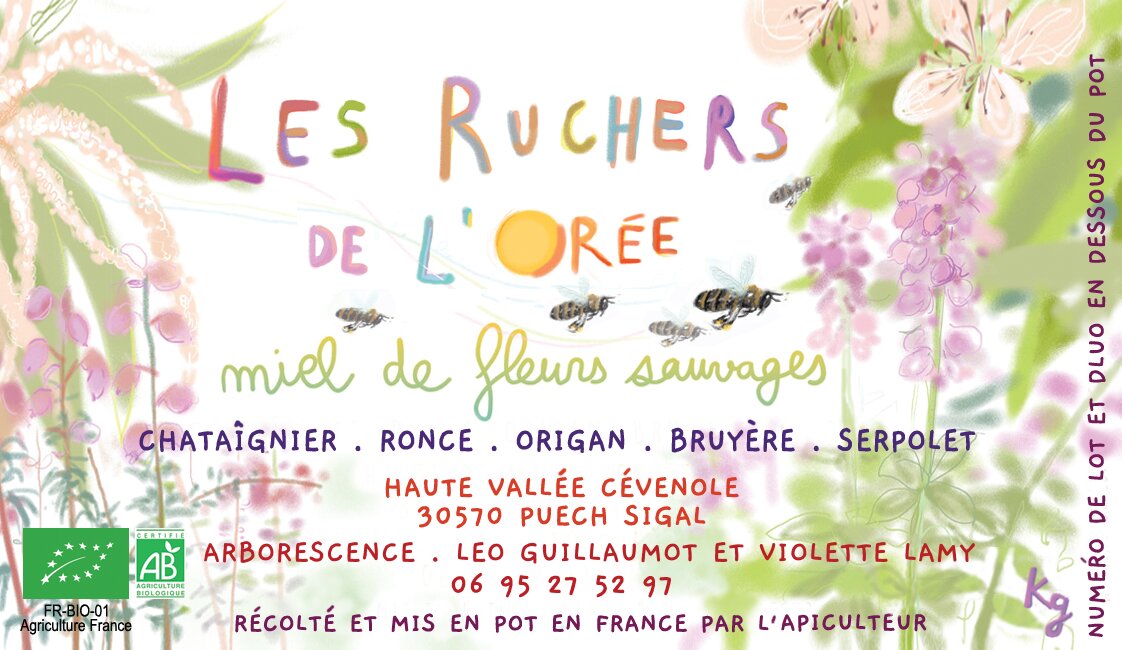 LES RUCHERS
DE L'ORÉE
miel de fleurs sauvages
CHATAÎGNIER . RONCE . ORIGAN . BRUYÈRE . SERPOLET
HAUTE VALLÉE CÉVENOLE
30570 PUECH SIGAL
ARBORESCENCE . LEO GUILLAUMOT ET VIOLETTE LAMY
06 95 27 52 97
RÉCOLTÉ ET MIS EN POT EN FRANCE PAR L'APICULTEUR
CERTIFIÉ
AB
AGRICULTURE
BIOLOGIQUE
FR-BIO-01
Agriculture France
Kg
NUMÉRO DE LOT ET DLUO EN DESSOUS DU POT